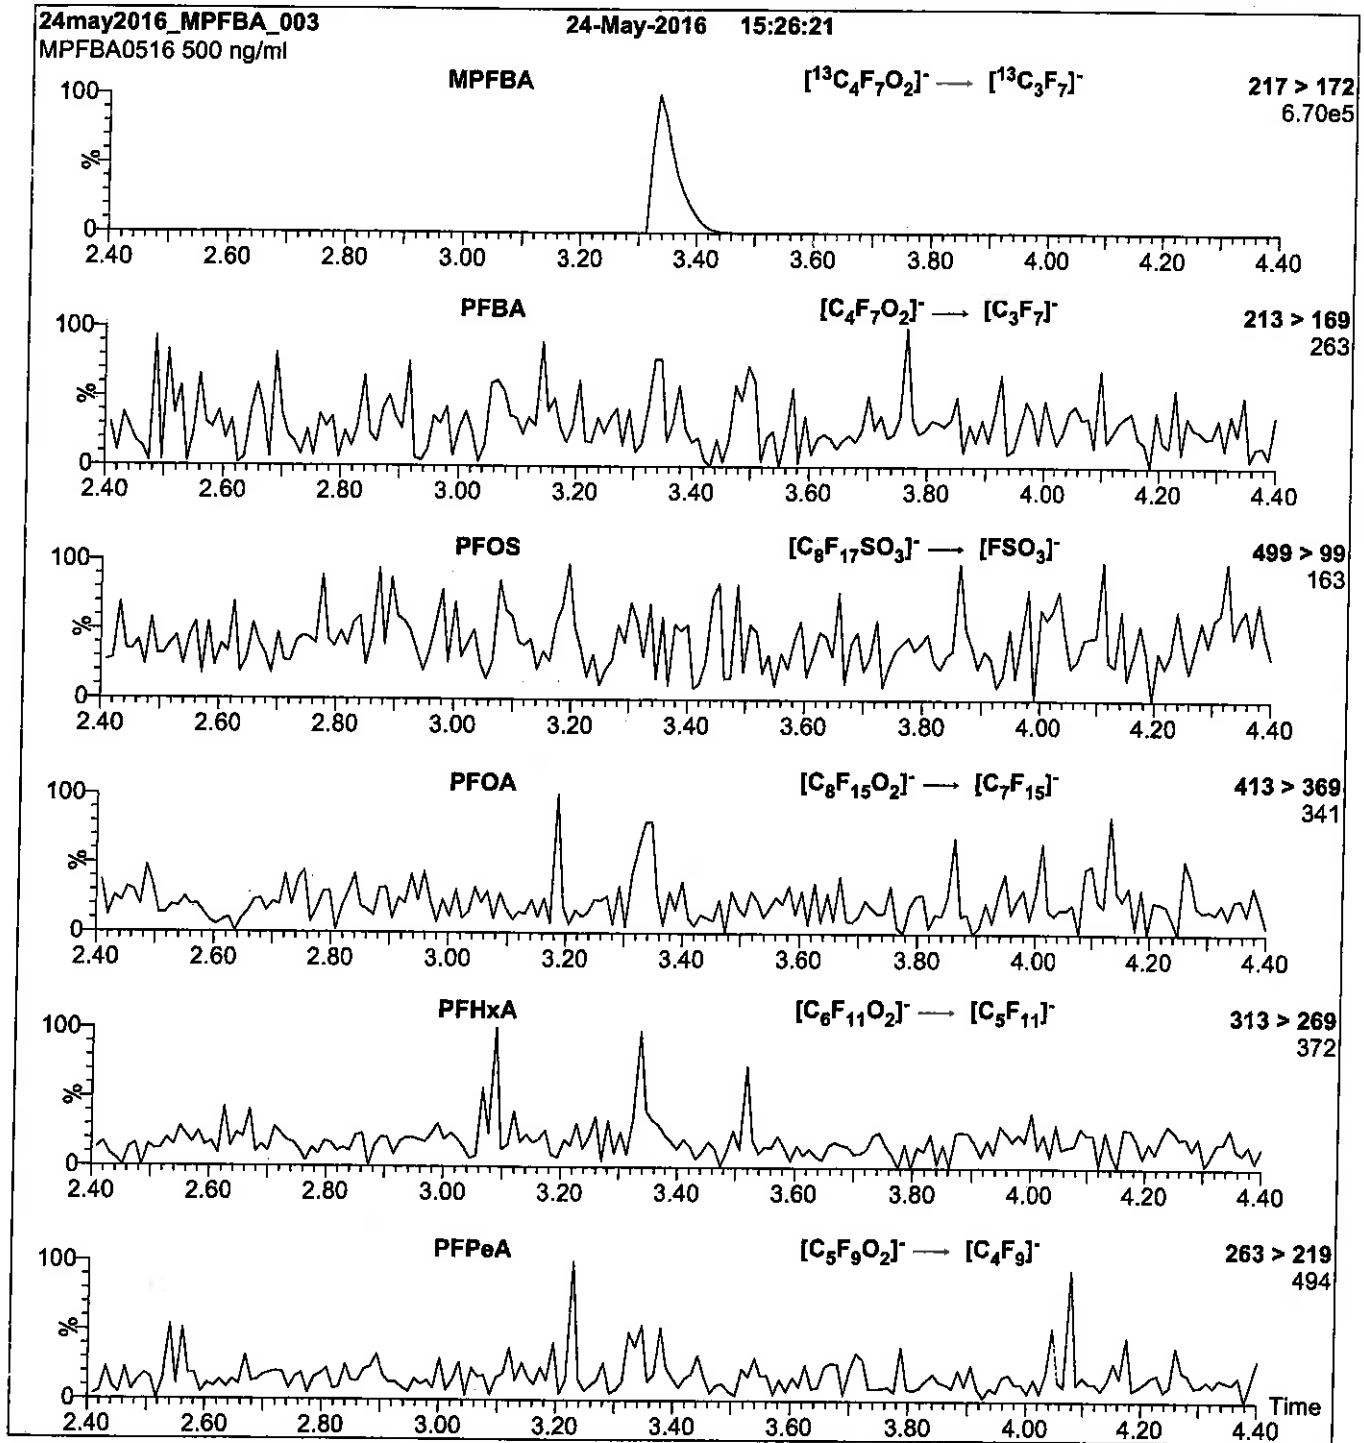 24may2016_MPFBA_003 24-May-2016 15:26:21
MPFBA0516 500 ng/ml
MPFBA [¹³C₄F₇O₂]⁻ → [¹³C₃F₇]⁻ 217 > 172
6.70e5
100
%
0
2.40 2.60 2.80 3.00 3.20 3.40 3.60 3.80 4.00 4.20 4.40
PFBA [C₄F₇O₂]⁻ → [C₃F₇]⁻ 213 > 169
263
100
%
0
2.40 2.60 2.80 3.00 3.20 3.40 3.60 3.80 4.00 4.20 4.40
PFOS [C₈F₁₇SO₃]⁻ → [FSO₃]⁻ 499 > 99
163
100
%
0
2.40 2.60 2.80 3.00 3.20 3.40 3.60 3.80 4.00 4.20 4.40
PFOA [C₈F₁₅O₂]⁻ → [C₇F₁₅]⁻ 413 > 369
341
100
%
0
2.40 2.60 2.80 3.00 3.20 3.40 3.60 3.80 4.00 4.20 4.40
PFHxA [C₆F₁₁O₂]⁻ → [C₅F₁₁]⁻ 313 > 269
372
100
%
0
2.40 2.60 2.80 3.00 3.20 3.40 3.60 3.80 4.00 4.20 4.40
PFPeA [C₅F₉O₂]⁻ → [C₄F₉]⁻ 263 > 219
494
100
%
0
Time
2.40 2.60 2.80 3.00 3.20 3.40 3.60 3.80 4.00 4.20 4.40